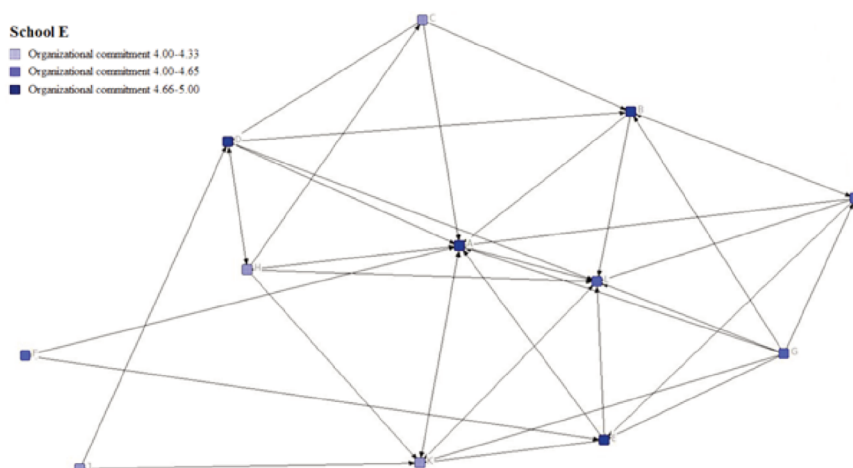 School E
Organizational commitment 4.00-4.33
Organizational commitment 4.00-4.65
Organizational commitment 4.66-5.00
C
B
D
A
H
F
G
K